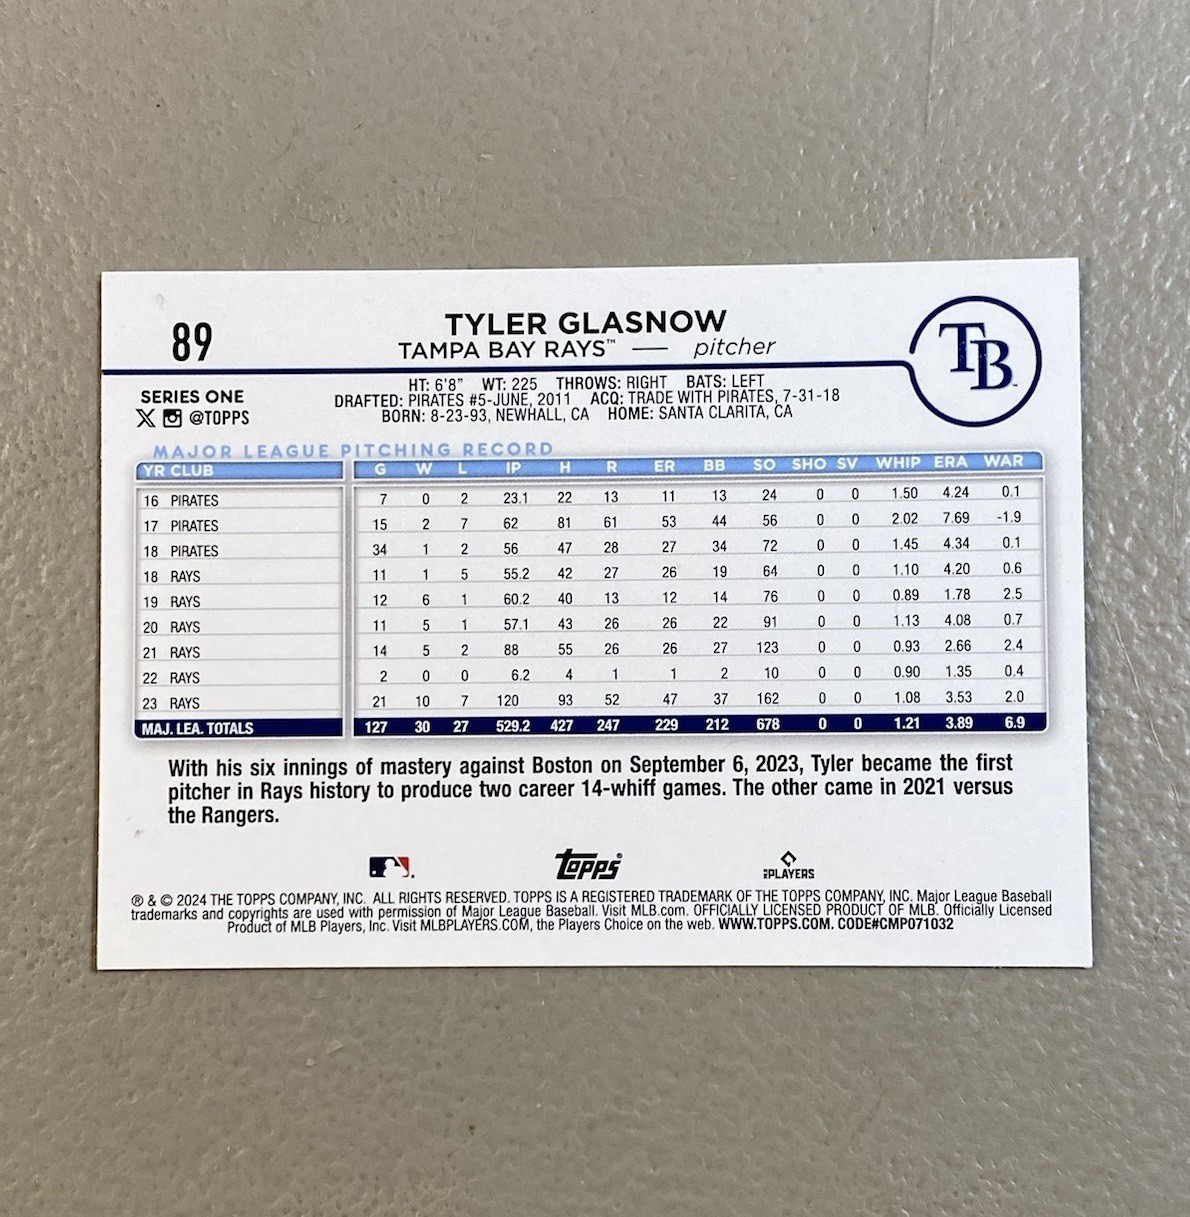 89
TYLER GLASNOW
TAMPA BAY RAYS™ — pitcher
TB
SERIES ONE
@TOPPS
HT: 6'8" WT: 225 THROWS: RIGHT BATS: LEFT
DRAFTED: PIRATES #5-JUNE, 2011 ACQ: TRADE WITH PIRATES, 7-31-18
BORN: 8-23-93, NEWHALL, CA HOME: SANTA CLARITA, CA
MAJOR LEAGUE PITCHING RECORD
YR CLUB G W L IP H R ER BB SO SHO SV WHIP ERA WAR
16 PIRATES 7 0 2 23.1 22 13 11 13 24 0 0 1.50 4.24 0.1
17 PIRATES 15 2 7 62 81 61 53 44 56 0 0 2.02 7.69 -1.9
18 PIRATES 34 1 2 56 47 28 27 34 72 0 0 1.45 4.34 0.1
18 RAYS 11 1 5 55.2 42 27 26 19 64 0 0 1.10 4.20 0.6
19 RAYS 12 6 1 60.2 40 13 12 14 76 0 0 0.89 1.78 2.5
20 RAYS 11 5 1 57.1 43 26 26 22 91 0 0 1.13 4.08 0.7
21 RAYS 14 5 2 88 55 26 26 27 123 0 0 0.93 2.66 2.4
22 RAYS 2 0 0 6.2 4 1 1 2 10 0 0 0.90 1.35 0.4
23 RAYS 21 10 7 120 93 52 47 37 162 0 0 1.08 3.53 2.0
MAJ. LEA. TOTALS 127 30 27 529.2 427 247 229 212 678 0 0 1.21 3.89 6.9
With his six innings of mastery against Boston on September 6, 2023, Tyler became the first
pitcher in Rays history to produce two career 14-whiff games. The other came in 2021 versus
the Rangers.
Topps®
PLAYERS
® & © 2024 THE TOPPS COMPANY, INC. ALL RIGHTS RESERVED. TOPPS IS A REGISTERED TRADEMARK OF THE TOPPS COMPANY, INC. Major League Baseball
trademarks and copyrights are used with permission of Major League Baseball. Visit MLB.com. OFFICIALLY LICENSED PRODUCT OF MLB. Officially Licensed
Product of MLB Players, Inc. Visit MLBPLAYERS.COM, the Players Choice on the web. WWW.TOPPS.COM. CODE#CMP071032